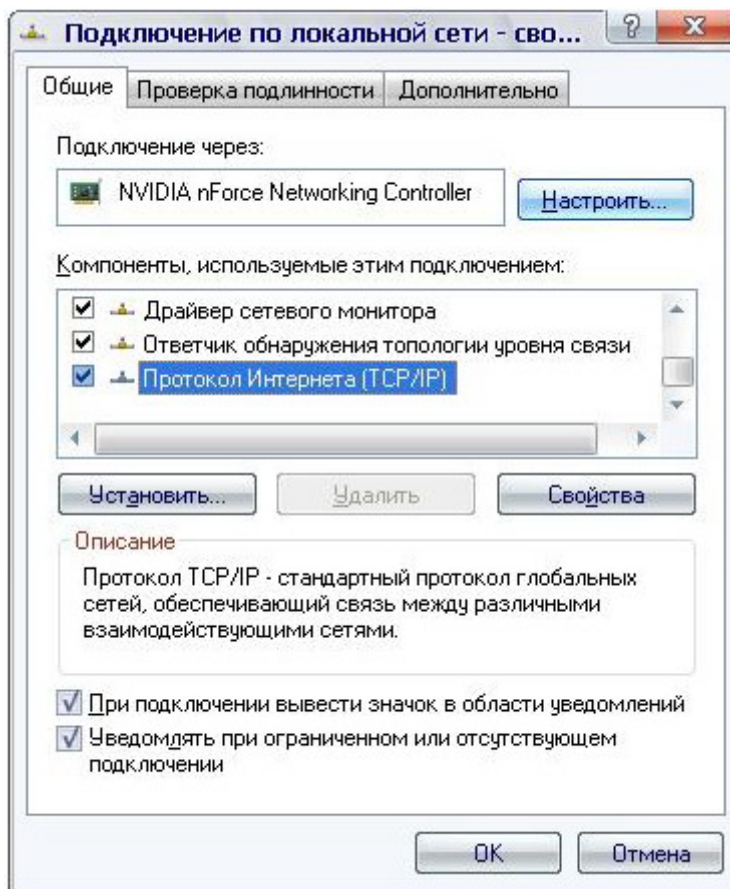 Подключение по локальной сети - сво...
Общие
Проверка подлинности
Дополнительно
Подключение через:
NVIDIA nForce Networking Controller
Настроить...
Компоненты, используемые этим подключением:
Драйвер сетевого монитора
Ответчик обнаружения топологии уровня связи
Протокол Интернета (TCP/IP)
Установить...
Удалить
Свойства
Описание
Протокол TCP/IP - стандартный протокол глобальных
сетей, обеспечивающий связь между различными
взаимодействующими сетями.
При подключении вывести значок в области уведомлений
Уведомлять при ограниченном или отсутствующем
подключении
OK
Отмена